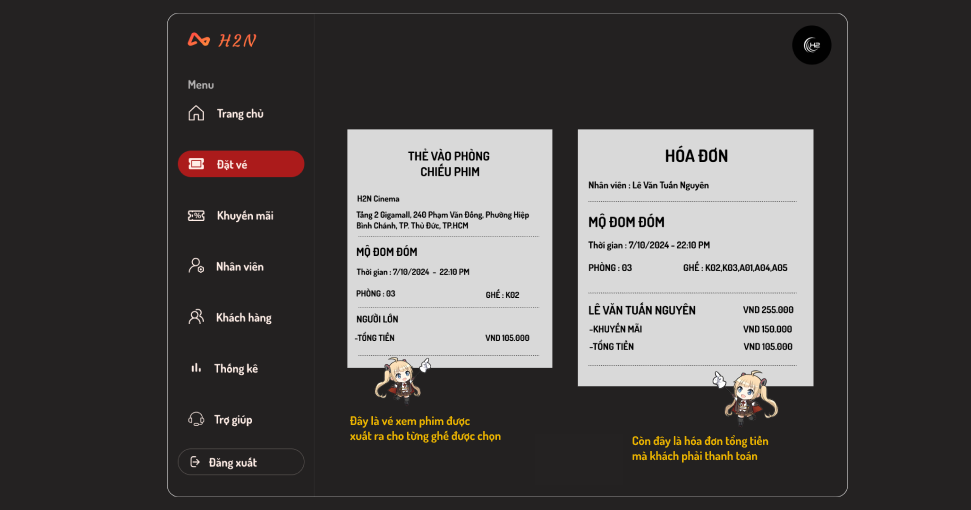 H2N
Menu
Trang chủ
Đặt vé
Khuyến mãi
Nhân viên
Khách hàng
Thống kê
Trợ giúp
Đăng xuất
H2
THẺ VÀO PHÒNG
CHIẾU PHIM
H2N Cinema
Tầng 2 Gigamall, 240 Phạm Văn Đồng, Phường Hiệp
Bình Chánh, TP. Thủ Đức, TP.HCM
MỘ ĐOM ĐÓM
Thời gian : 7/10/2024 - 22:10 PM
PHÒNG : 03 GHẾ : K02
NGƯỜI LỚN
-TỔNG TIỀN VND 105.000
Đây là vé xem phim được
xuất ra cho từng ghế được chọn
HÓA ĐƠN
Nhân viên : Lê Văn Tuấn Nguyên
MỘ ĐOM ĐÓM
Thời gian : 7/10/2024 - 22:10 PM
PHÒNG : 03 GHẾ : K02,K03,A01,A04,A05
LÊ VĂN TUẤN NGUYÊN VND 255.000
-KHUYẾN MÃI VND 150.000
-TỔNG TIỀN VND 105.000
Còn đây là hóa đơn tổng tiền
mà khách phải thanh toán